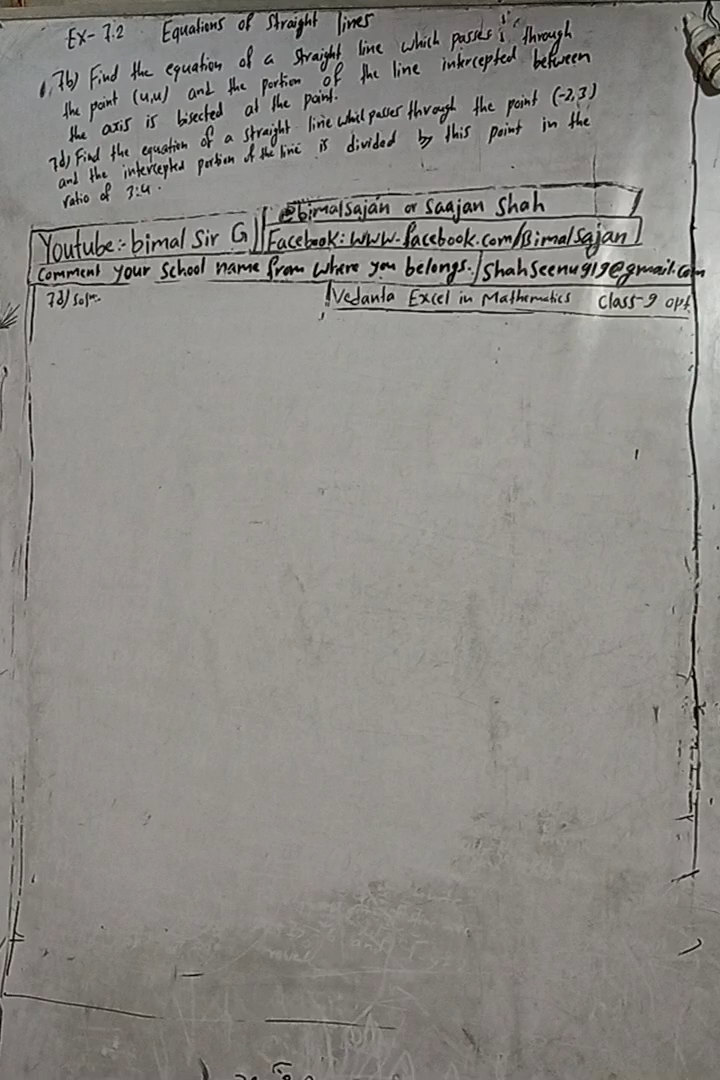 Ex- 7.2 Equations of straight lines
7b) Find the equation of a straight line which passes through
the point (4,4) and the portion of the line intercepted between
the axis is bisected at the point.
7d) Find the equation of a straight line which passes through the point (-2,3)
and the intercepted portion of the line is divided by this point in the
ratio of 3:4.
@bimalsajan or Saajan Shah
Youtube:- bimal Sir G
Facebook: www.facebook.com/Bimalsajan
Comment your school name from where you belongs.
shahseenu919@gmail.com
7d) Soln.
Vedanta Excel in Mathematics Class-9 opt